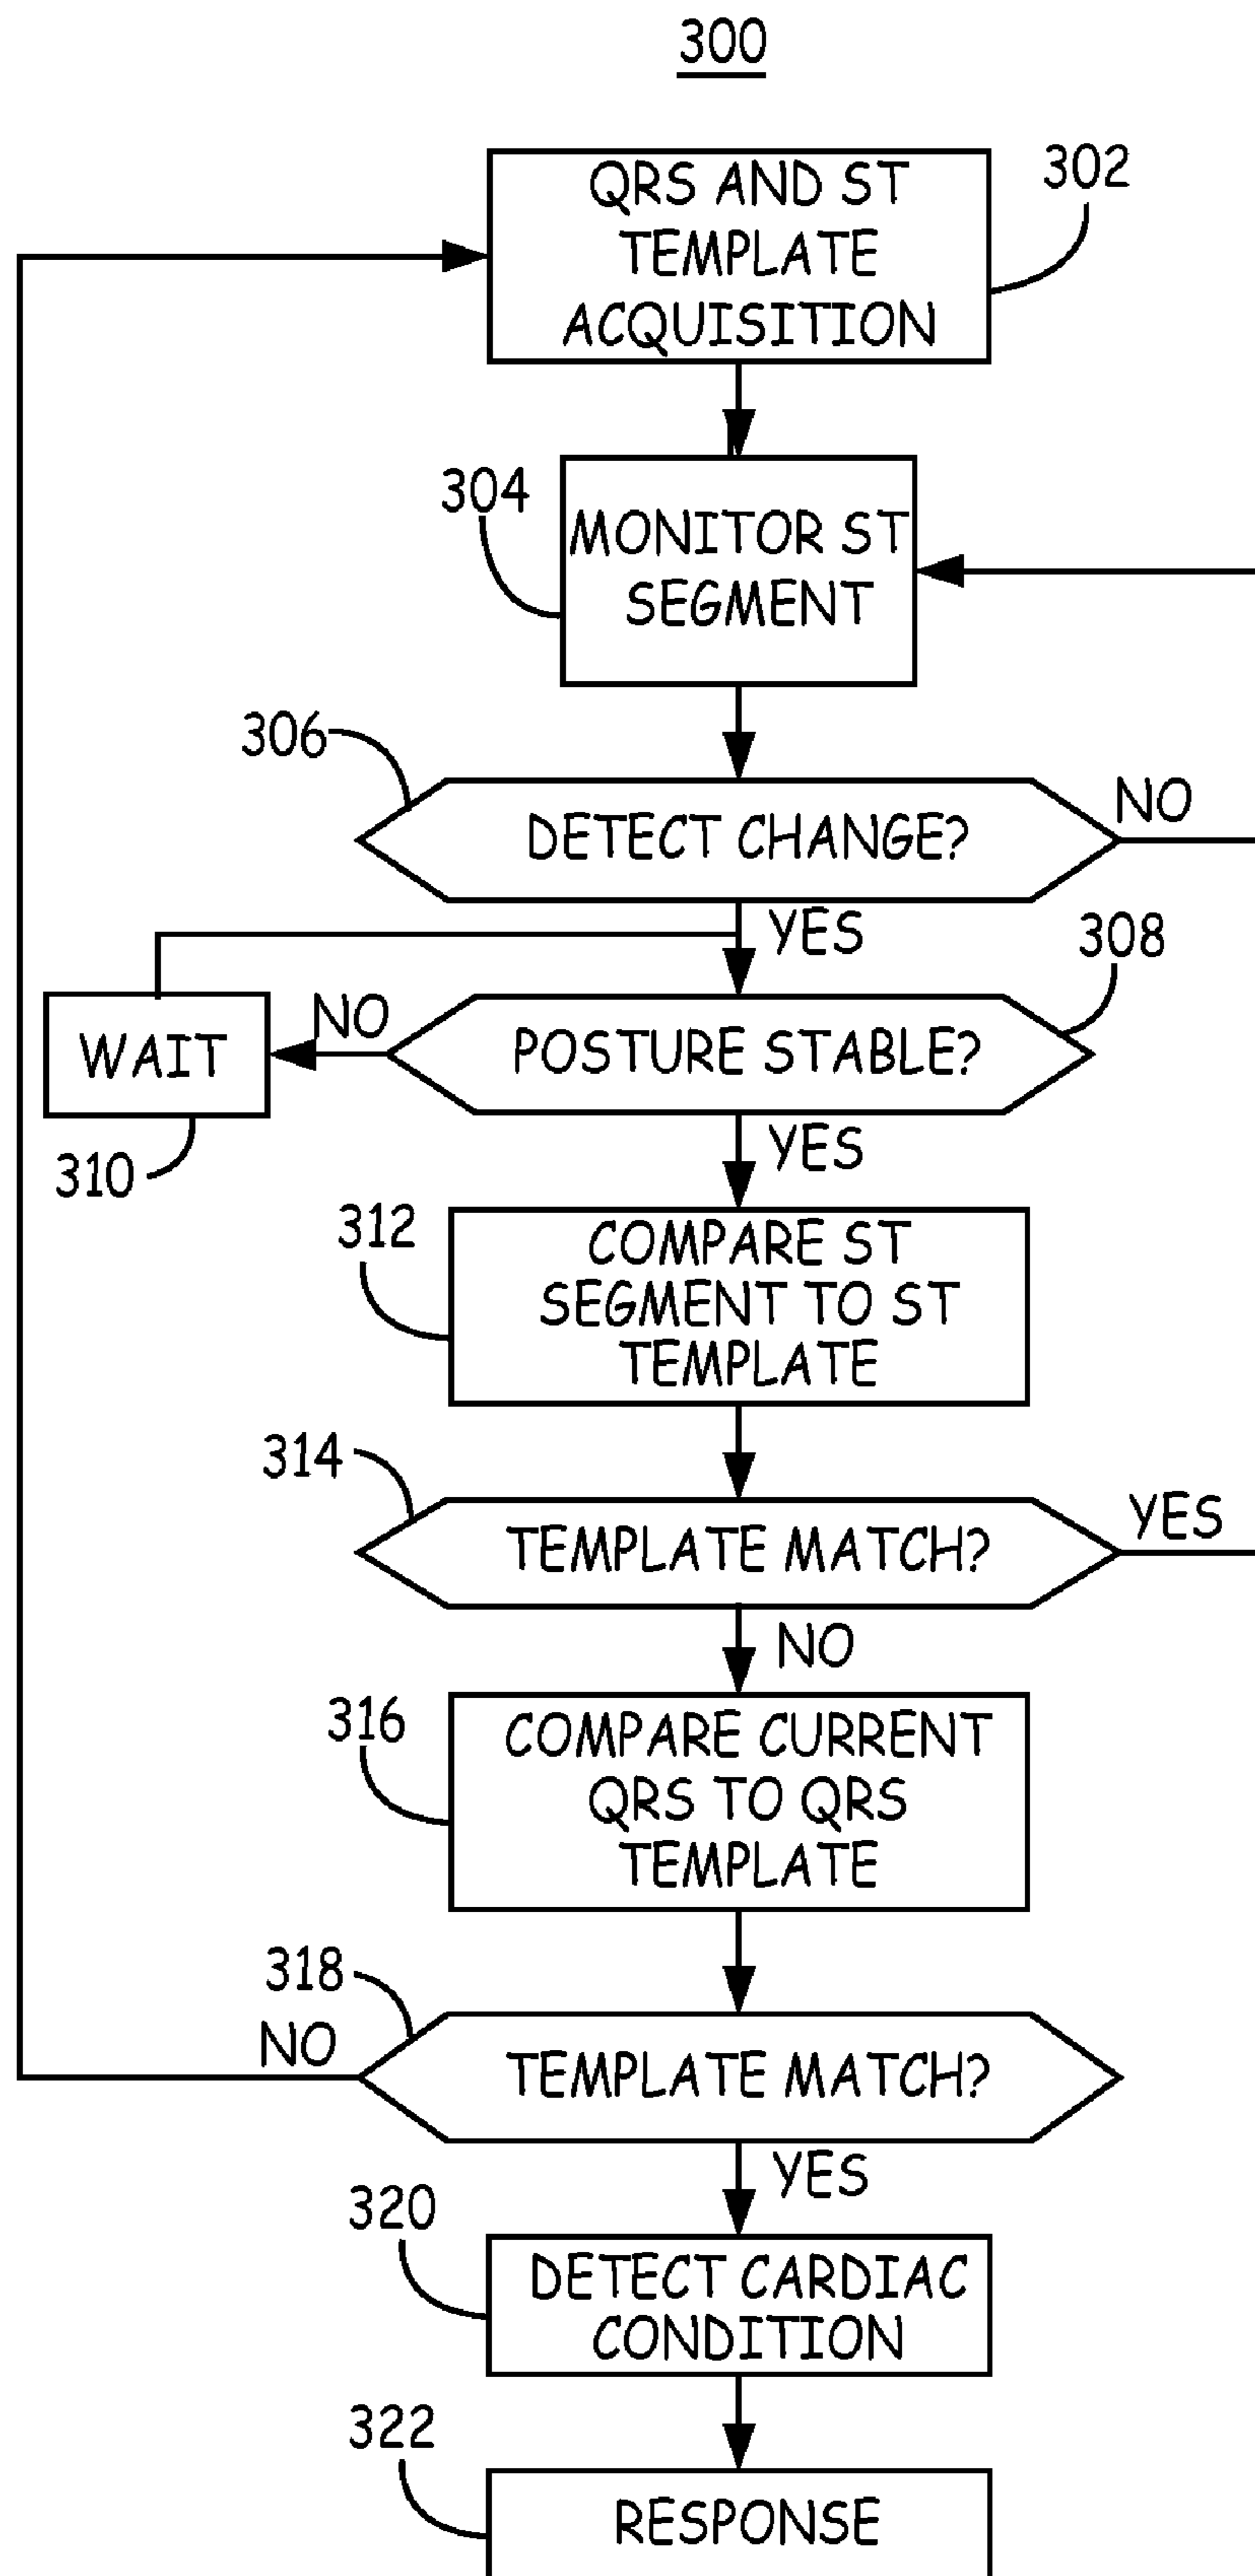 300
QRS AND ST
TEMPLATE
ACQUISITION
302
304
MONITOR ST
SEGMENT
306
DETECT CHANGE?
NO
YES
308
WAIT
NO
POSTURE STABLE?
310
YES
312
COMPARE ST
SEGMENT TO ST
TEMPLATE
314
TEMPLATE MATCH?
YES
NO
316
COMPARE CURRENT
QRS TO QRS
TEMPLATE
318
NO
TEMPLATE MATCH?
YES
320
DETECT CARDIAC
CONDITION
322
RESPONSE